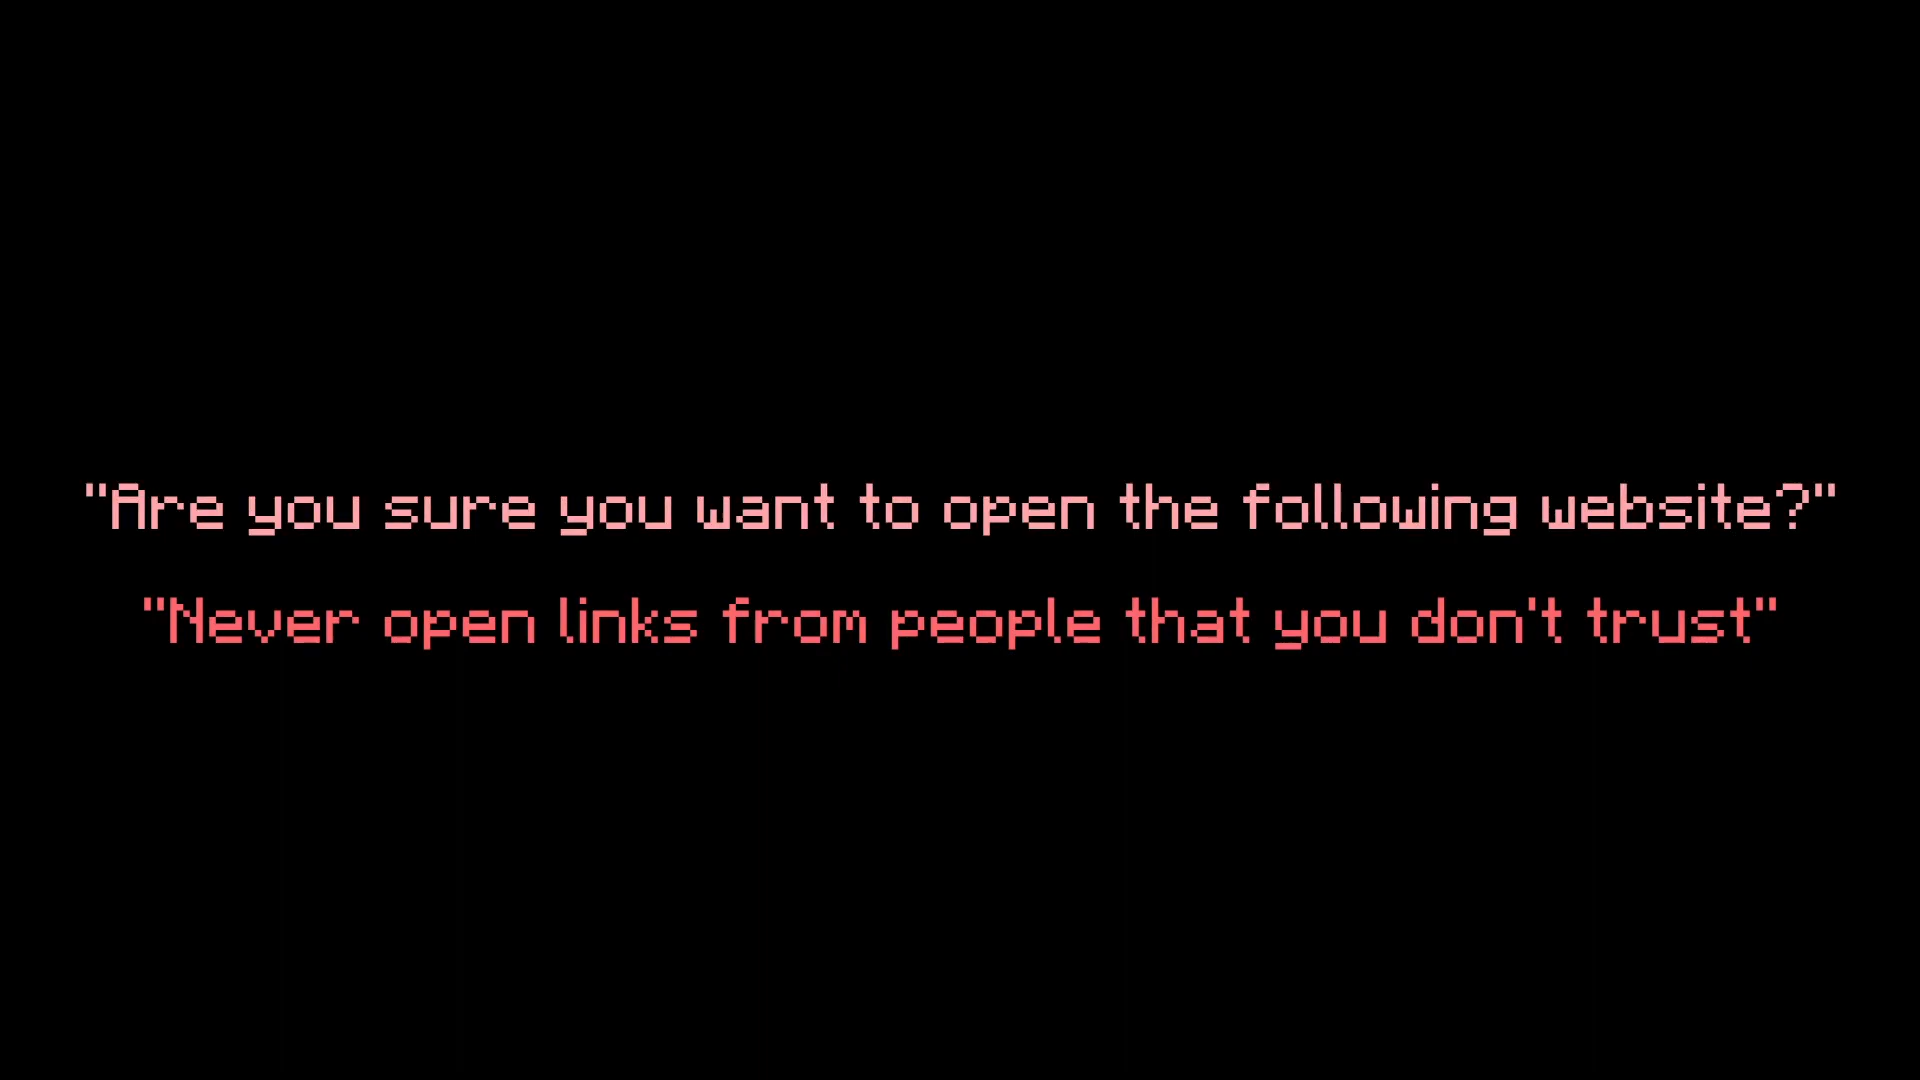 "Are you sure you want to open the following website?"
"Never open links from people that you don't trust"